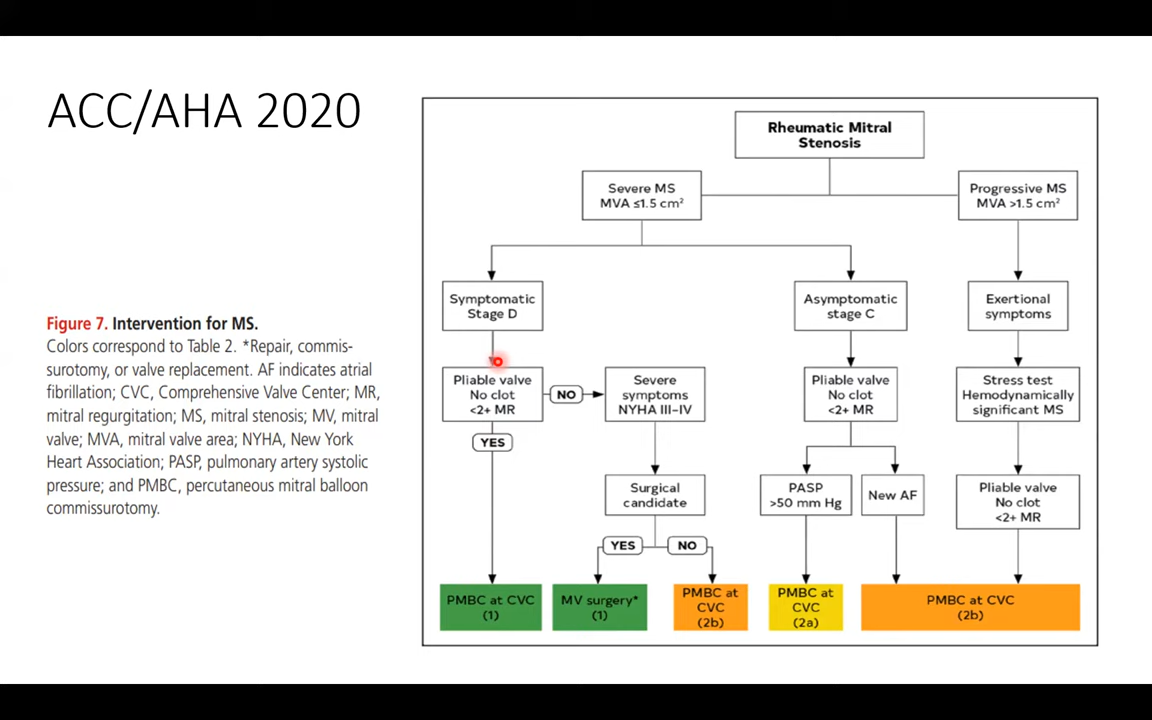 ACC/AHA 2020
Figure 7. Intervention for MS.
Colors correspond to Table 2. *Repair, commis-
surotomy, or valve replacement. AF indicates atrial
fibrillation; CVC, Comprehensive Valve Center; MR,
mitral regurgitation; MS, mitral stenosis; MV, mitral
valve; MVA, mitral valve area; NYHA, New York
Heart Association; PASP, pulmonary artery systolic
pressure; and PMBC, percutaneous mitral balloon
commissurotomy.
Rheumatic Mitral
Stenosis
Severe MS
MVA ≤1.5 cm²
Progressive MS
MVA >1.5 cm²
Symptomatic
Stage D
Asymptomatic
stage C
Exertional
symptoms
Pliable valve
No clot
<2+ MR
NO
Severe
symptoms
NYHA III-IV
Pliable valve
No clot
<2+ MR
Stress test
Hemodynamically
significant MS
YES
Surgical
candidate
PASP
>50 mm Hg
New AF
Pliable valve
No clot
<2+ MR
YES
NO
PMBC at CVC
(1)
MV surgery*
(1)
PMBC at
CVC
(2b)
PMBC at
CVC
(2a)
PMBC at CVC
(2b)